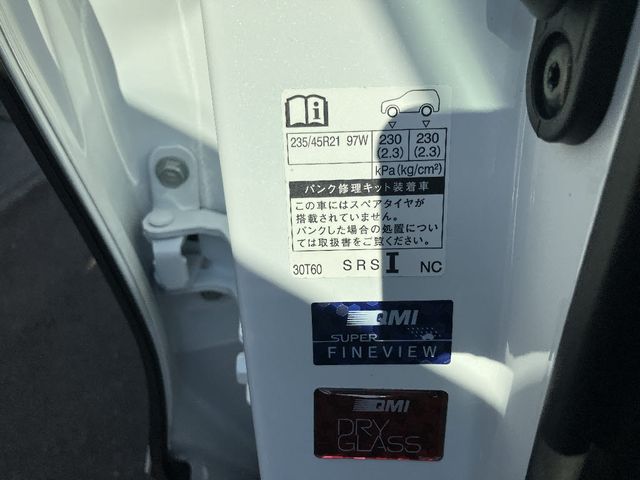 235/45R21 97W 230 (2.3) 230 (2.3)
kPa(kg/cm²)
パンク修理キット装着車
この車にはスペアタイヤが
搭載されていません。
パンクした場合の処置につい
ては取扱書をご覧ください。
30T60 SRS I NC
QMI
SUPER
FINEVIEW
QMI
DRY
GLASS